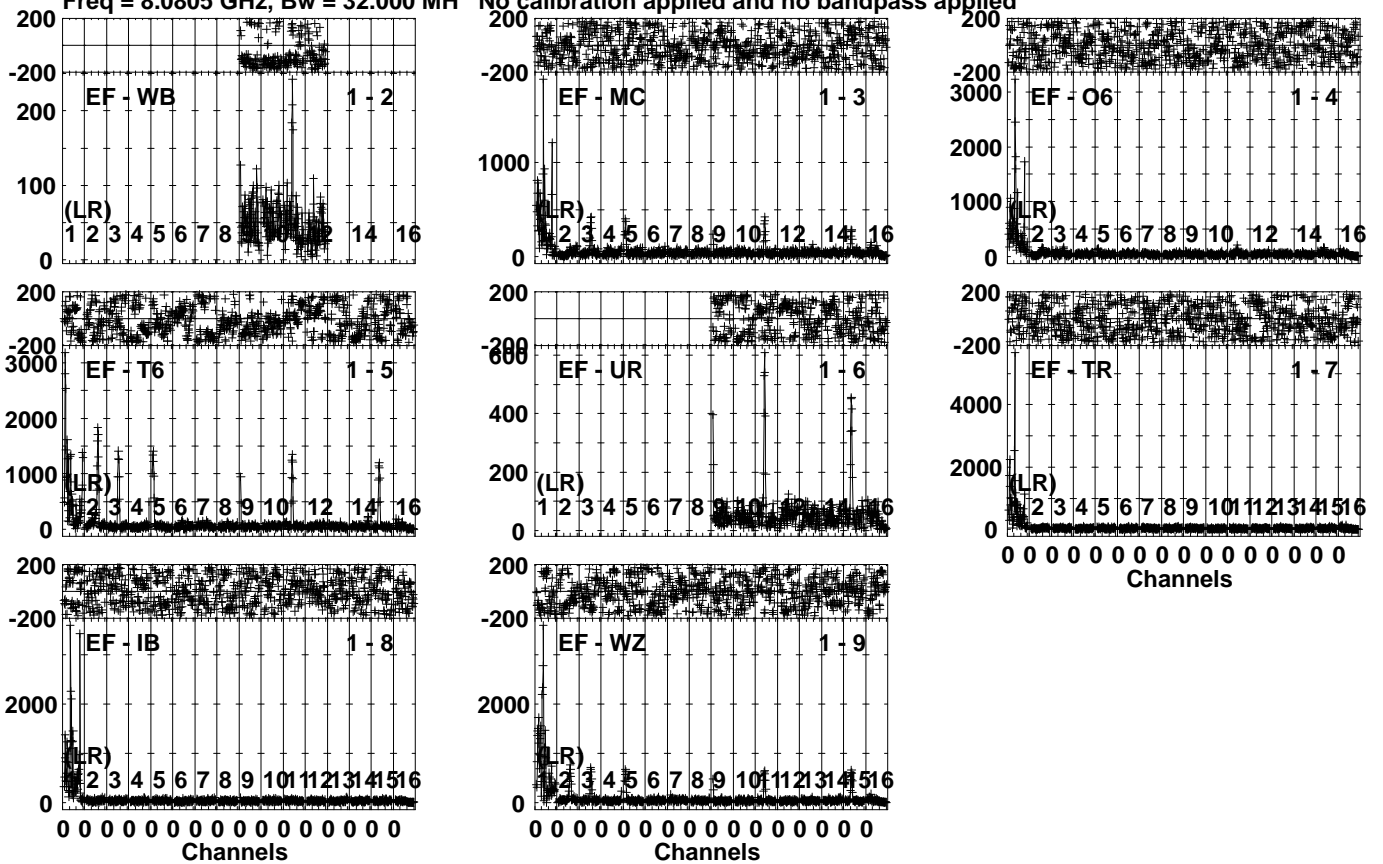 Freq = 8.0805 GHz, Bw = 32.000 MH No calibration applied and no bandpass applied
200
-200
EF - WB 1 - 2
200
100
0
(LR)
1 2 3 4 5 6 7 8 14 16
200
-200
EF - MC 1 - 3
1000
0
(LR)
2 3 4 5 6 7 8 9 10 12 14 16
200
-200
EF - O6 1 - 4
3000
2000
1000
0
(LR)
2 3 4 5 6 7 8 9 10 12 14 16
200
-200
EF - T6 1 - 5
3000
2000
1000
0
(LR)
2 3 4 5 6 7 8 9 10 12 14 16
200
-200
EF - UR 1 - 6
600
400
200
0
(LR)
1 2 3 4 5 6 7 8 9 10 12 14 16
200
-200
EF - TR 1 - 7
4000
2000
0
(LR)
2 3 4 5 6 7 8 9 10 11 12 13 14 15 16
0 0 0 0 0 0 0 0 0 0 0 0 0 0 0 0
Channels
200
-200
EF - IB 1 - 8
2000
0
(LR)
1 2 3 4 5 6 7 8 9 10 11 12 13 14 15 16
0 0 0 0 0 0 0 0 0 0 0 0 0 0 0 0
Channels
200
-200
EF - WZ 1 - 9
2000
0
(LR)
1 2 3 4 5 6 7 8 9 10 11 12 13 14 15 16
0 0 0 0 0 0 0 0 0 0 0 0 0 0 0 0
Channels